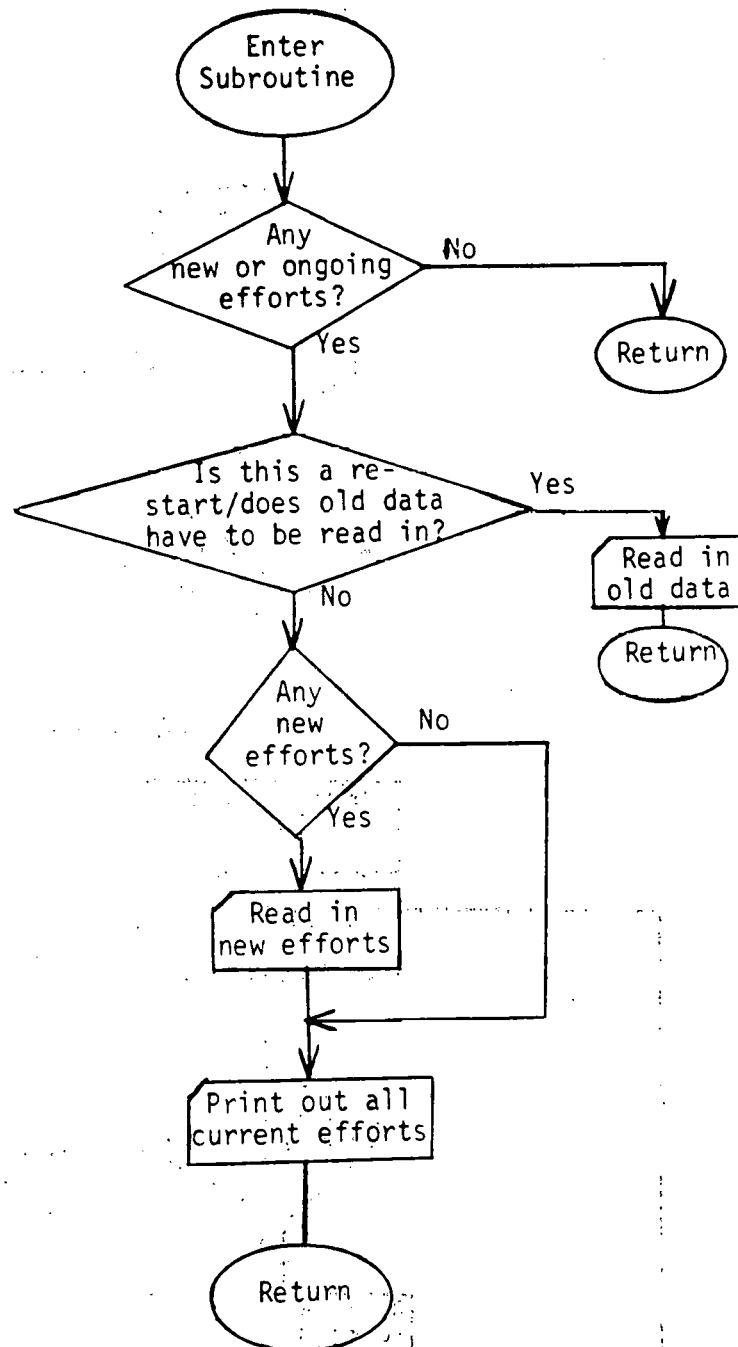 Enter
Subroutine
Any
new or ongoing
efforts?
No
Return
Yes
Is this a re-
start/does old data
have to be read in?
Yes
Read in
old data
Return
No
Any
new
efforts?
No
Yes
Read in
new efforts
Print out all
current efforts
Return